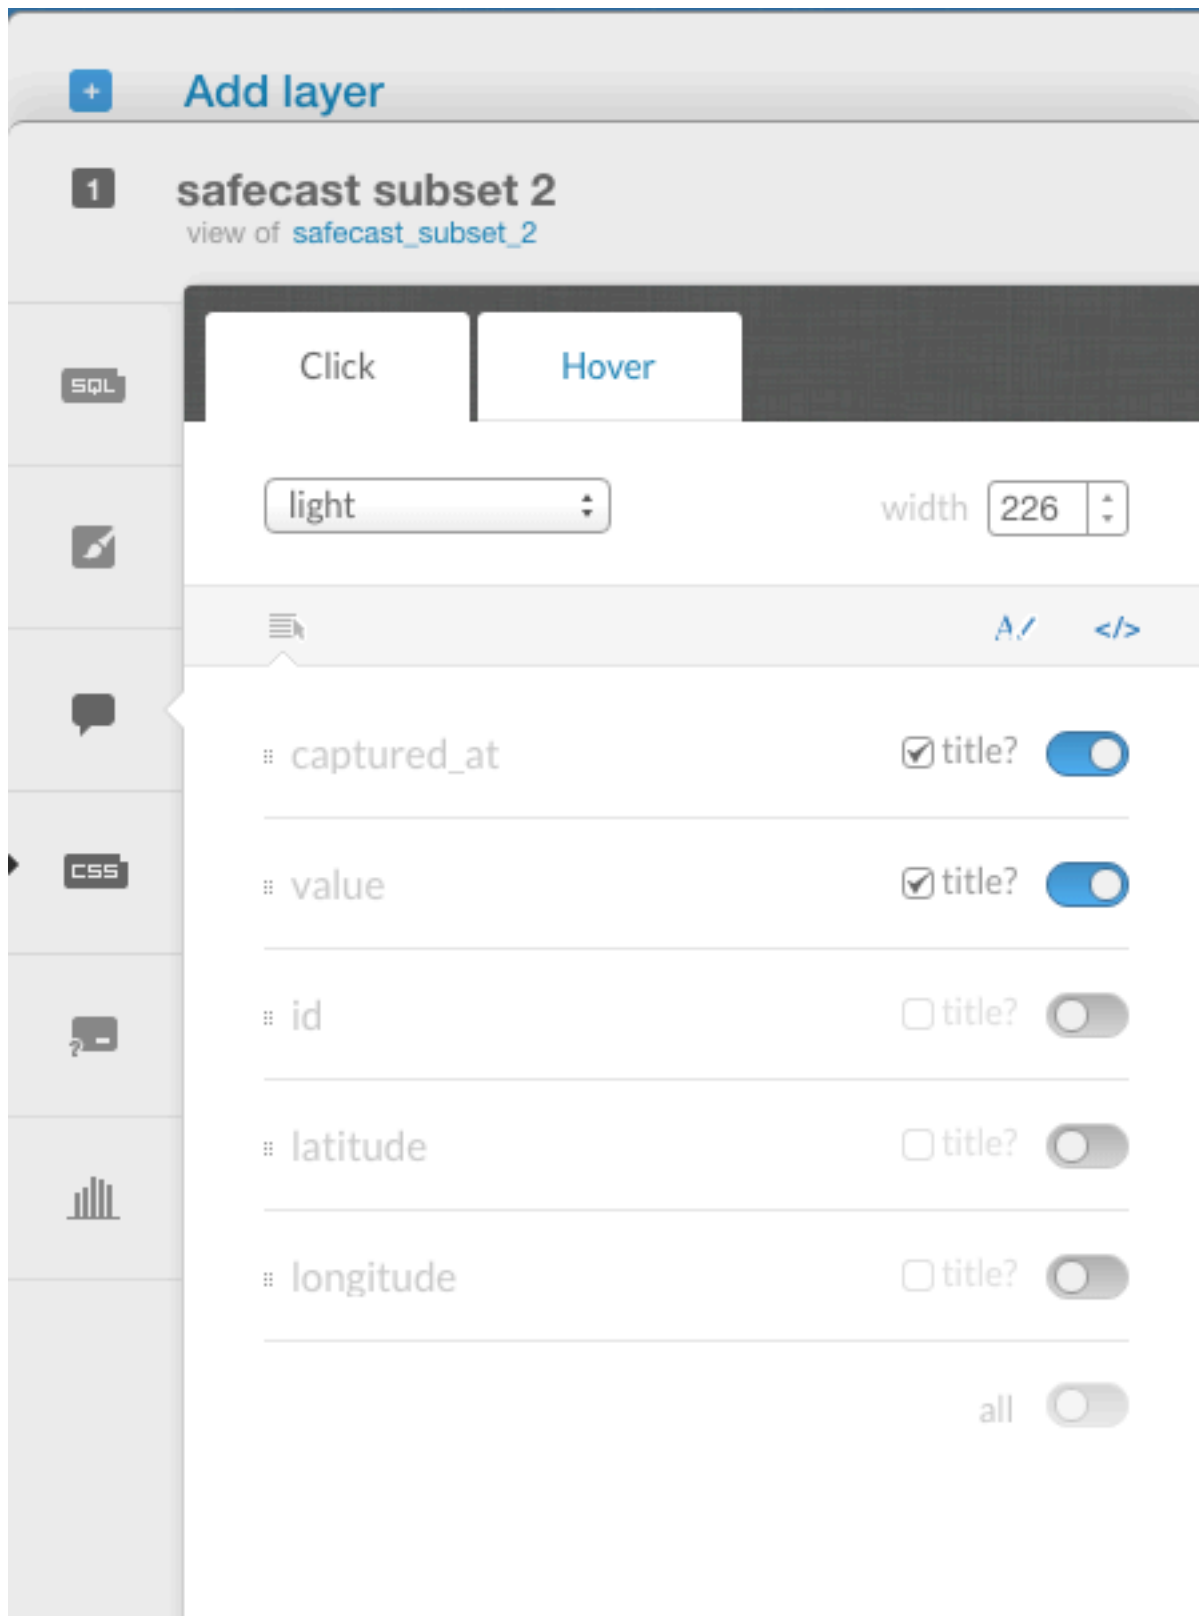 + Add layer
1 safecast subset 2
view of safecast_subset_2
Click Hover
SQL
light width 226
A </>
captured_at title?
value title?
CSS
id title?
?
latitude title?
longitude title?
all